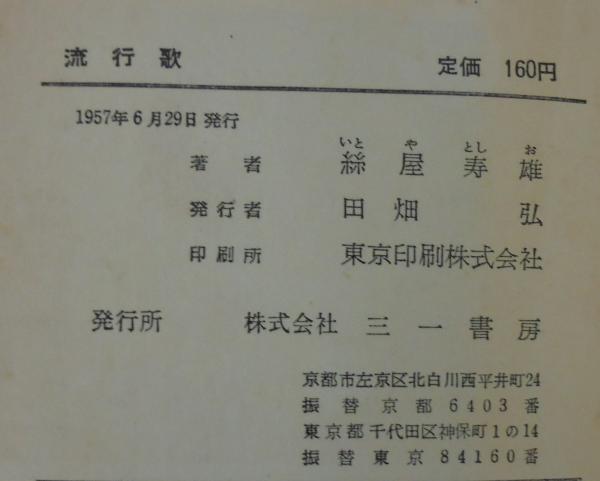 流行歌 定価 160円
1957年6月29日 発行
いと や とし お
著者 絲屋寿雄
発行者 田畑弘
印刷所 東京印刷株式会社
発行所 株式会社 三一書房
京都市左京区北白川西平井町24
振替京都6403番
東京都千代田区神保町1の14
振替東京84160番